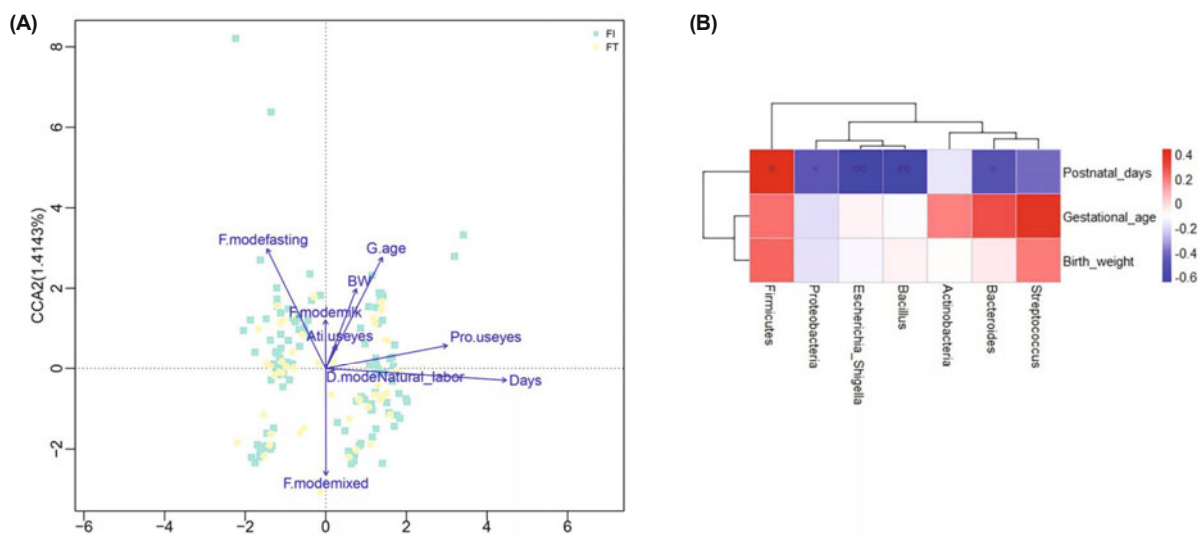 (A)
FI
FT
CCA2(1.4143%)
8
6
4
2
0
−2
−6
−4
−2
0
2
4
6
F.modefasting
G.age
BW
F.modemilk
Ati.useyes
Pro.useyes
D.modeNatural_labor
Days
F.modemixed
(B)
0.4
0.2
0
-0.2
-0.4
-0.6
* * ** ** *
Postnatal_days
Gestational_age
Birth_weight
Firmicutes
Proteobacteria
Escherichia_Shigella
Bacillus
Actinobacteria
Bacteroides
Streptococcus